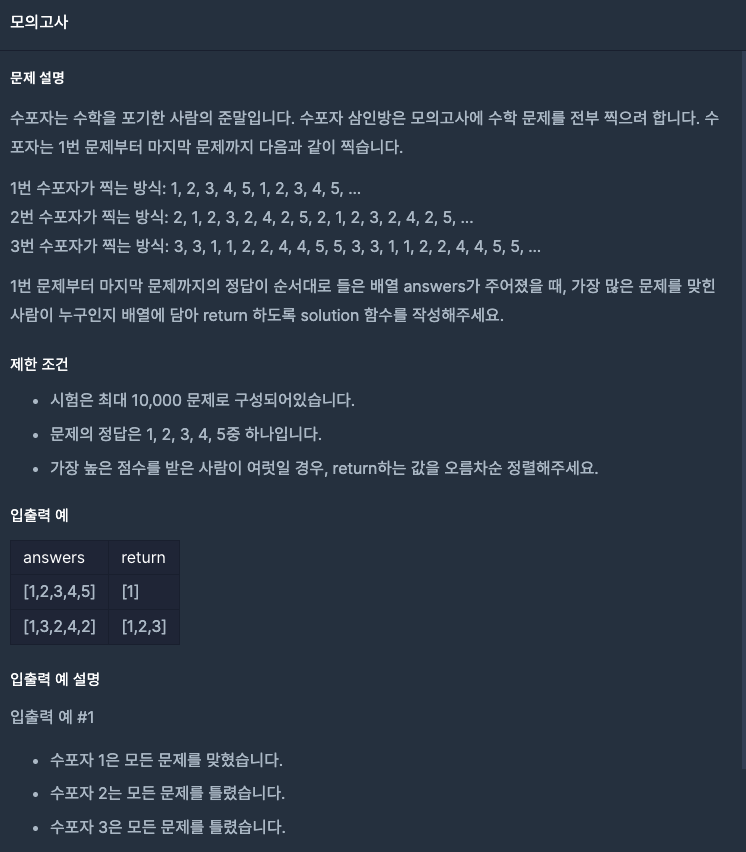 모의고사
문제 설명
수포자는 수학을 포기한 사람의 준말입니다. 수포자 삼인방은 모의고사에 수학 문제를 전부 찍으려 합니다. 수
포자는 1번 문제부터 마지막 문제까지 다음과 같이 찍습니다.
1번 수포자가 찍는 방식: 1, 2, 3, 4, 5, 1, 2, 3, 4, 5, ...
2번 수포자가 찍는 방식: 2, 1, 2, 3, 2, 4, 2, 5, 2, 1, 2, 3, 2, 4, 2, 5, ...
3번 수포자가 찍는 방식: 3, 3, 1, 1, 2, 2, 4, 4, 5, 5, 3, 3, 1, 1, 2, 2, 4, 4, 5, 5, ...
1번 문제부터 마지막 문제까지의 정답이 순서대로 들은 배열 answers가 주어졌을 때, 가장 많은 문제를 맞힌
사람이 누구인지 배열에 담아 return 하도록 solution 함수를 작성해주세요.
제한 조건
• 시험은 최대 10,000 문제로 구성되어있습니다.
• 문제의 정답은 1, 2, 3, 4, 5중 하나입니다.
• 가장 높은 점수를 받은 사람이 여럿일 경우, return하는 값을 오름차순 정렬해주세요.
입출력 예
answers return
[1,2,3,4,5] [1]
[1,3,2,4,2] [1,2,3]
입출력 예 설명
입출력 예 #1
• 수포자 1은 모든 문제를 맞혔습니다.
• 수포자 2는 모든 문제를 틀렸습니다.
• 수포자 3은 모든 문제를 틀렸습니다.